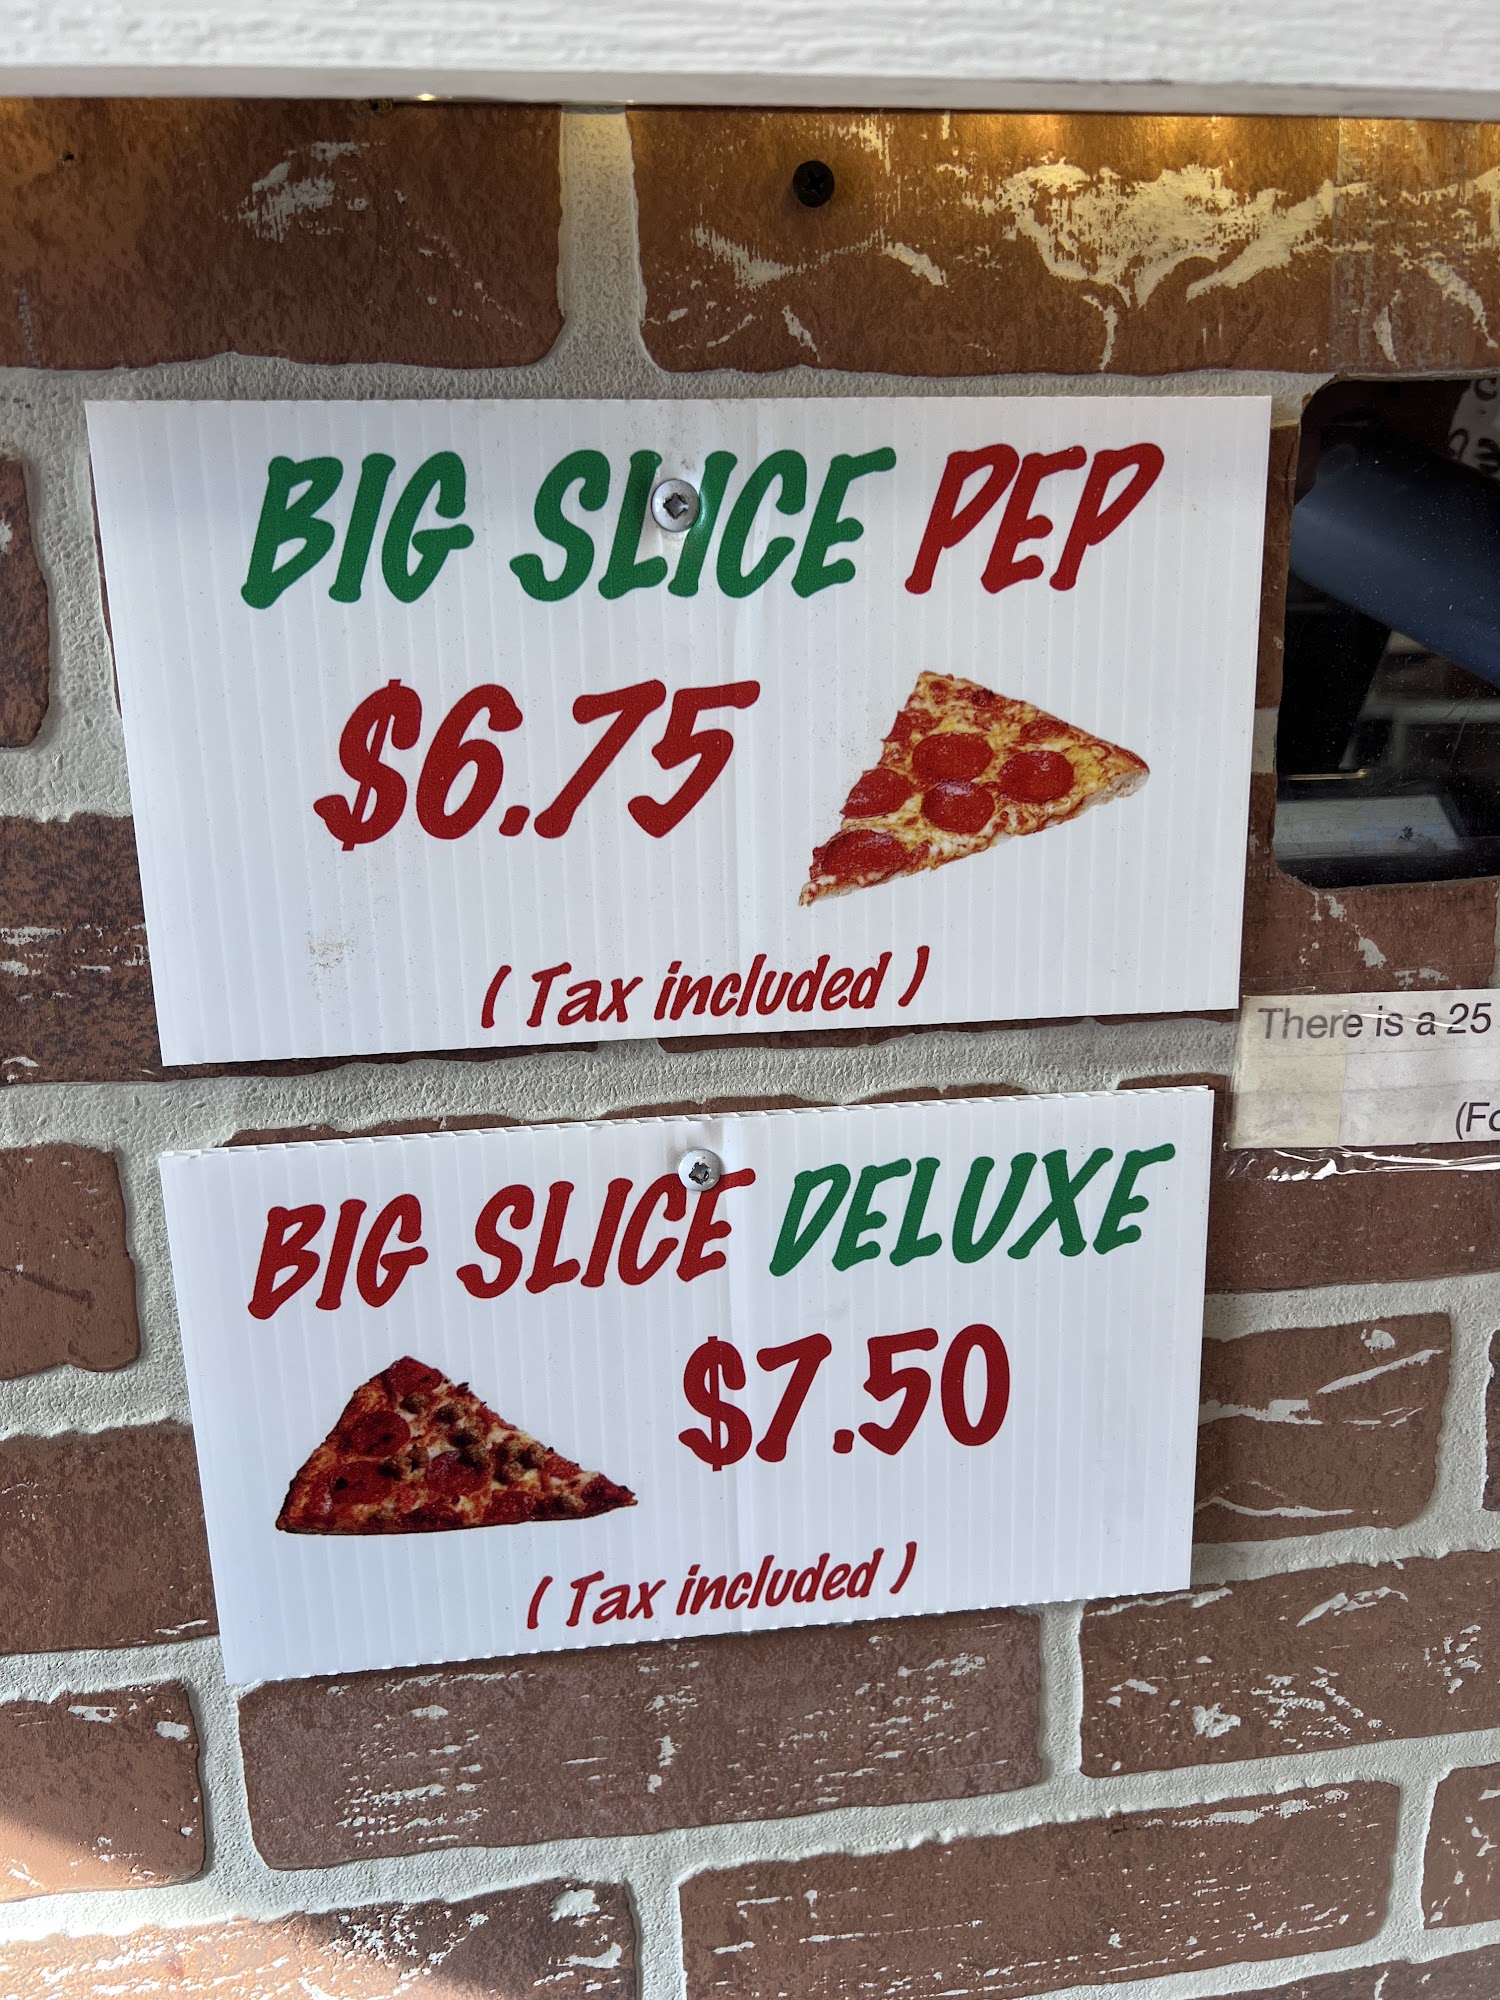 BIG SLICE PEP
$6.75
( Tax included )
There is a 25
BIG SLICE DELUXE
$7.50
( Tax included )